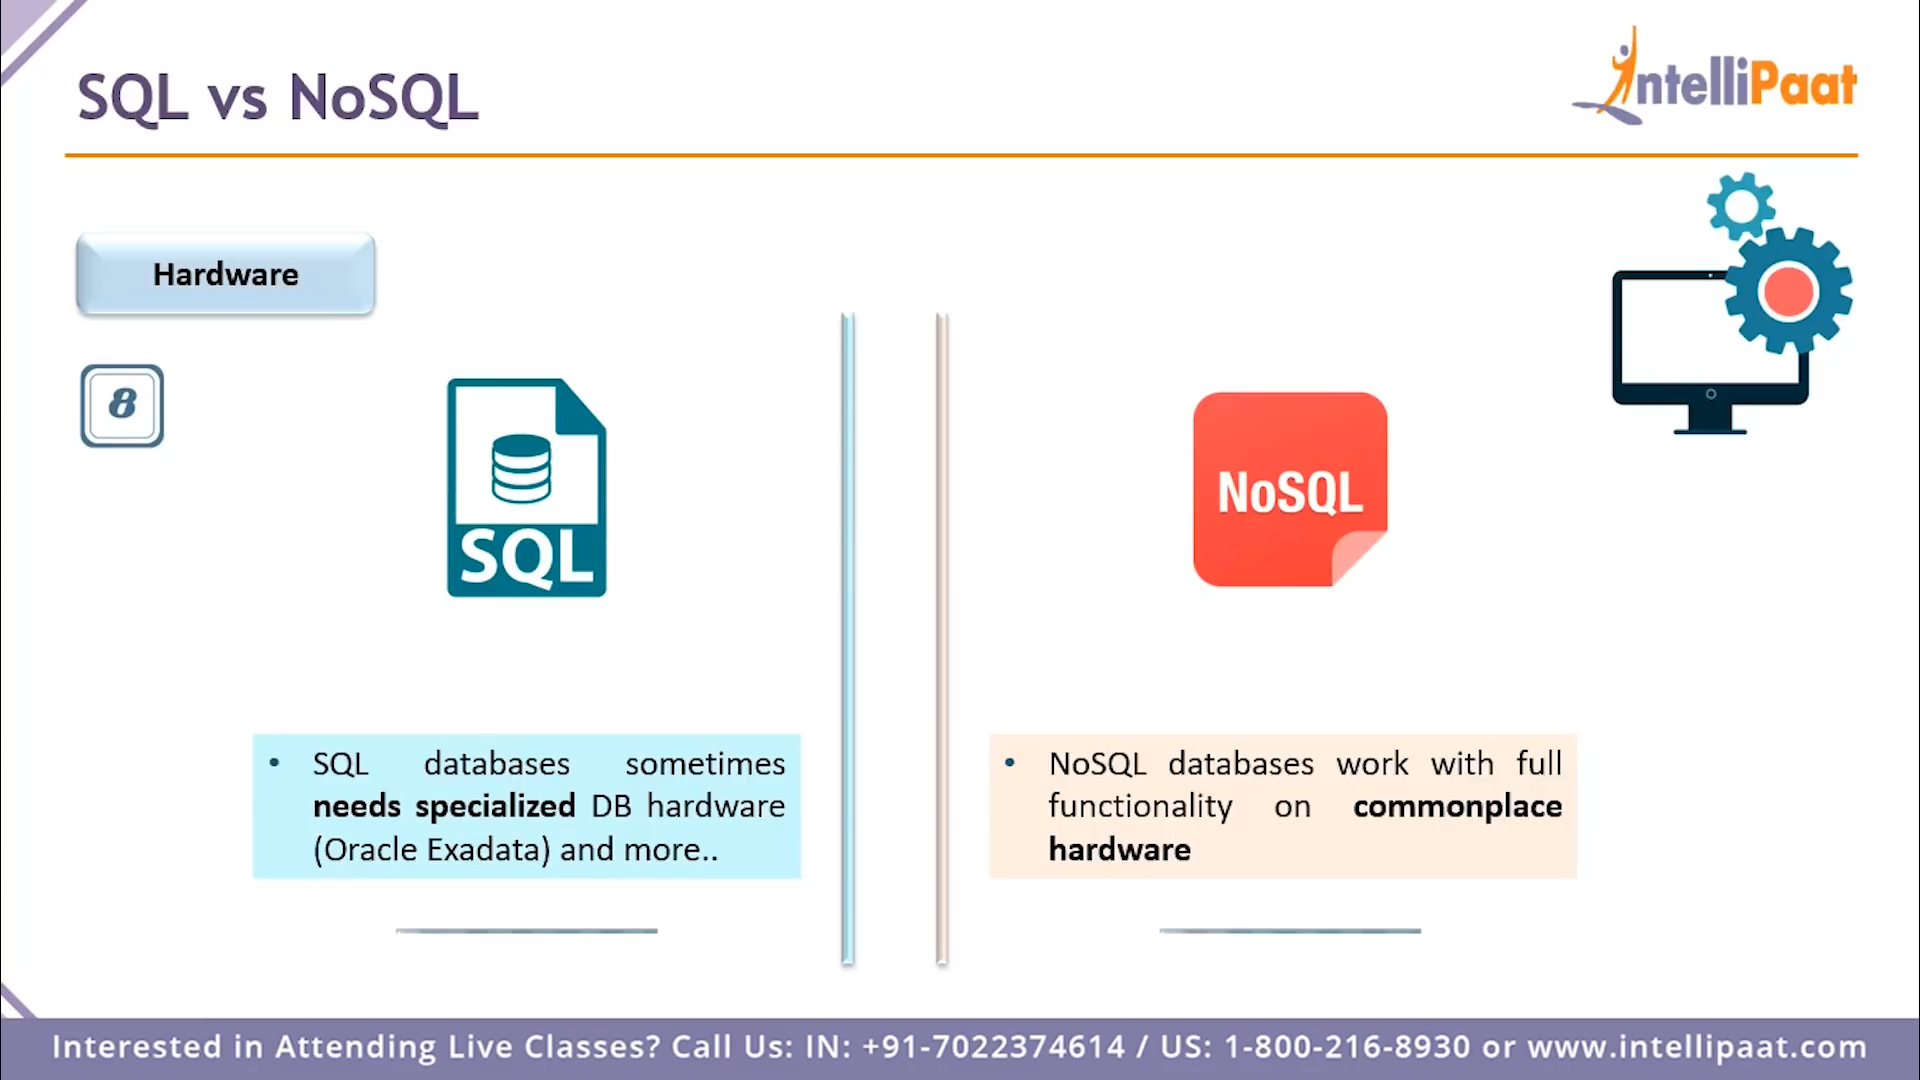 SQL vs NoSQL
IntelliPaat
Hardware
8
SQL
NoSQL
• SQL databases sometimes
needs specialized DB hardware
(Oracle Exadata) and more..
• NoSQL databases work with full
functionality on commonplace
hardware
Interested in Attending Live Classes? Call Us: IN: +91-7022374614 / US: 1-800-216-8930 or www.intellipaat.com